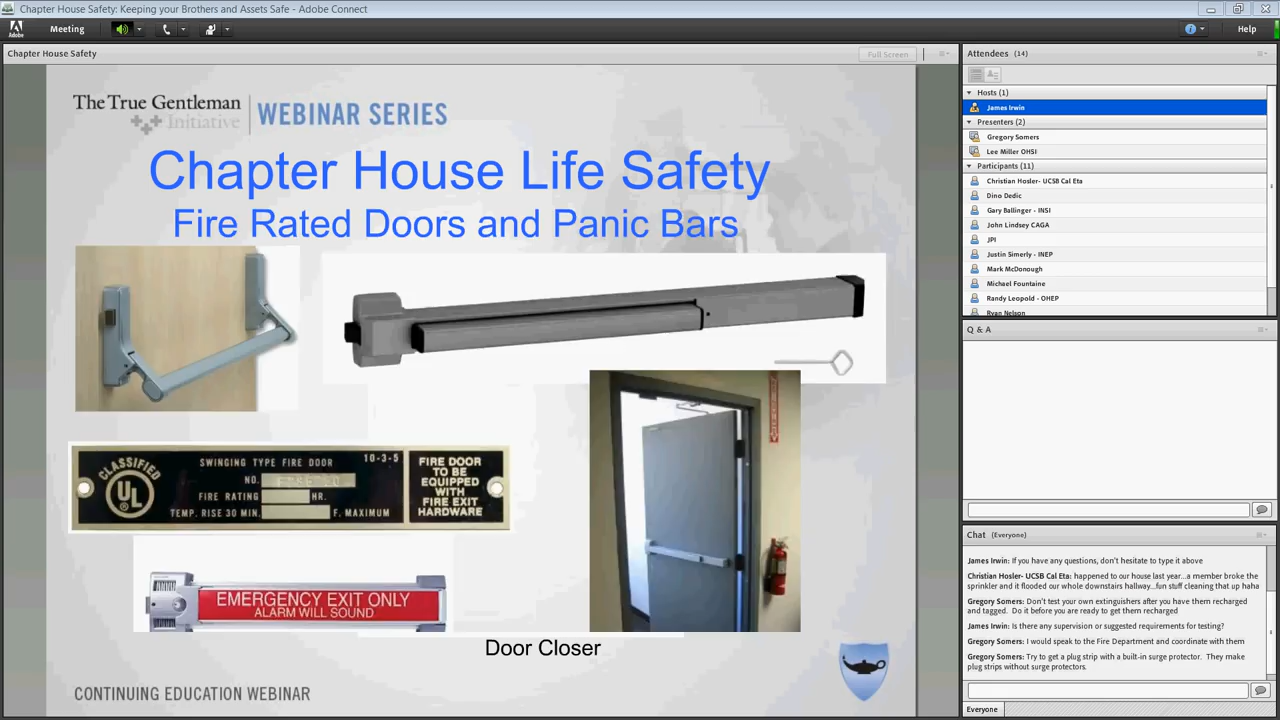 Chapter House Safety: Keeping your Brothers and Assets Safe - Adobe Connect
Adobe
Meeting
Help
Chapter House Safety
Full Screen
The True Gentleman
Initiative
WEBINAR SERIES
Chapter House Life Safety
Fire Rated Doors and Panic Bars
CLASSIFIED
UL
SWINGING TYPE FIRE DOOR
10-3-5
NO.
FIRE RATING HR.
TEMP. RISE 30 MIN. F. MAXIMUM
FIRE DOOR
TO BE
EQUIPPED
WITH
FIRE EXIT
HARDWARE
EMERGENCY EXIT ONLY
ALARM WILL SOUND
Door Closer
CONTINUING EDUCATION WEBINAR
Attendees (14)
Hosts (1)
James Irwin
Presenters (2)
Gregory Somers
Lee Miller OHSI
Participants (11)
Christian Hosler- UCSB Cal Eta
Dino Dedic
Gary Ballinger - INSI
John Lindsey CAGA
JPI
Justin Simerly - INEP
Mark McDonough
Michael Fountaine
Randy Leopold - OHEP
Ryan Nelson
Q & A
Chat (Everyone)
James Irwin: If you have any questions, don't hesitate to type it above
Christian Hosler- UCSB Cal Eta: happened to our house last year...a member broke the
sprinkler and it flooded our whole downstairs hallway...fun stuff cleaning that up haha
Gregory Somers: Don't test your own extinguishers after you have them recharged
and tagged. Do it before you are ready to get them recharged
James Irwin: Is there any supervision or suggested requirements for testing?
Gregory Somers: I would speak to the Fire Department and coordinate with them
Gregory Somers: Try to get a plug strip with a built-in surge protector. They make
plug strips without surge protectors.
Everyone